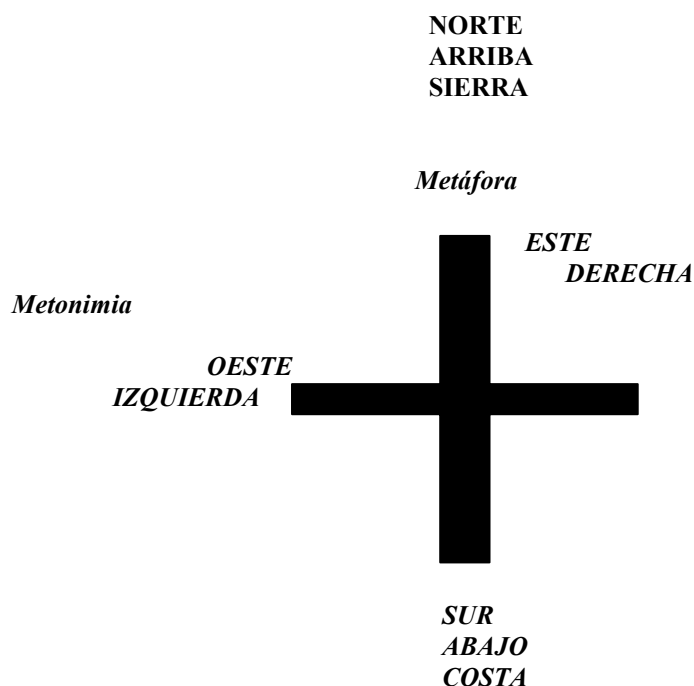 NORTE
ARRIBA
SIERRA
Metáfora
ESTE
DERECHA
Metonimia
OESTE
IZQUIERDA
SUR
ABAJO
COSTA